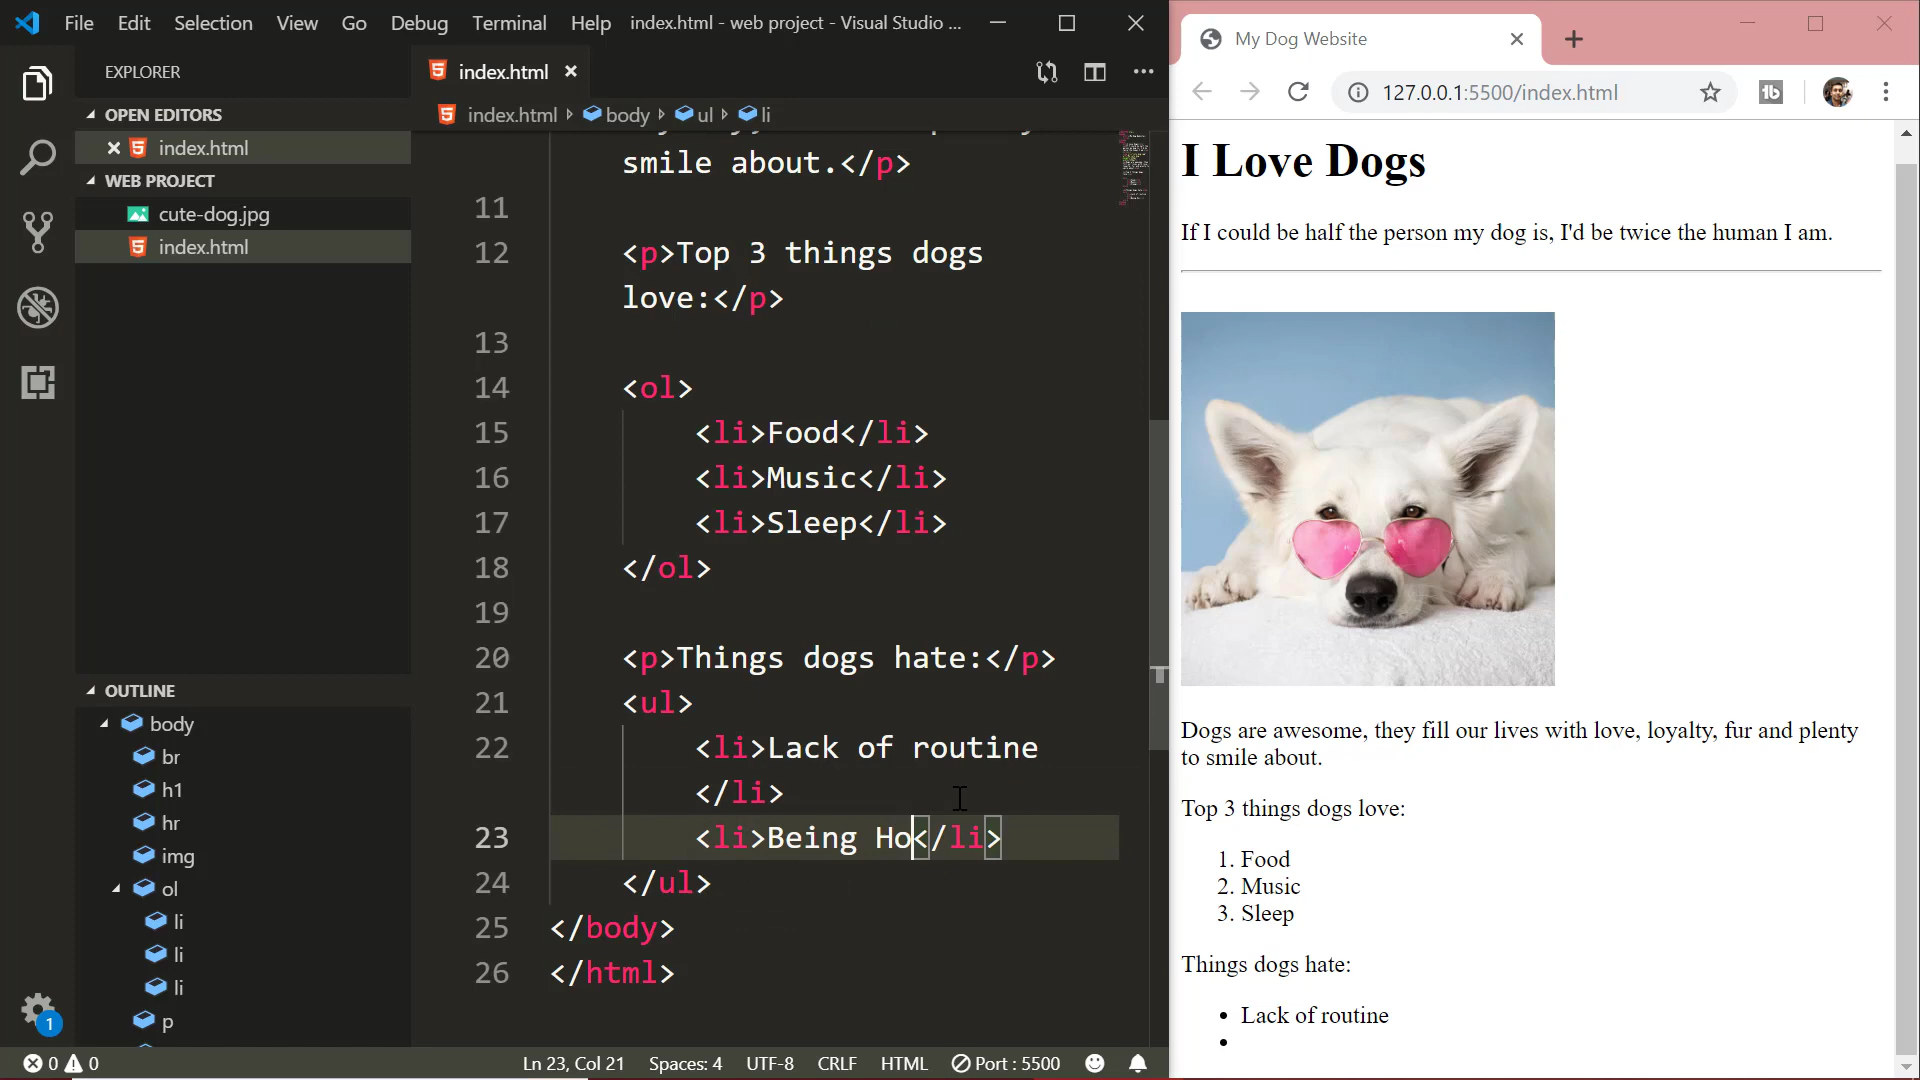 File Edit Selection View Go Debug Terminal Help index.html - web project - Visual Studio ...
EXPLORER
OPEN EDITORS
index.html
WEB PROJECT
cute-dog.jpg
index.html
OUTLINE
body
br
h1
hr
img
ol
li
li
li
p
1
index.html
index.html body ul li
smile about.</p>
11
12 <p>Top 3 things dogs
love:</p>
13
14 <ol>
15 <li>Food</li>
16 <li>Music</li>
17 <li>Sleep</li>
18 </ol>
19
20 <p>Things dogs hate:</p>
21 <ul>
22 <li>Lack of routine
</li>
23 <li>Being Ho</li>
24 </ul>
25 </body>
26 </html>
0 0 Ln 23, Col 21 Spaces: 4 UTF-8 CRLF HTML Port : 5500
My Dog Website
127.0.0.1:5500/index.html
I Love Dogs
If I could be half the person my dog is, I'd be twice the human I am.
Dogs are awesome, they fill our lives with love, loyalty, fur and plenty
to smile about.
Top 3 things dogs love:
1. Food
2. Music
3. Sleep
Things dogs hate:
• Lack of routine
•